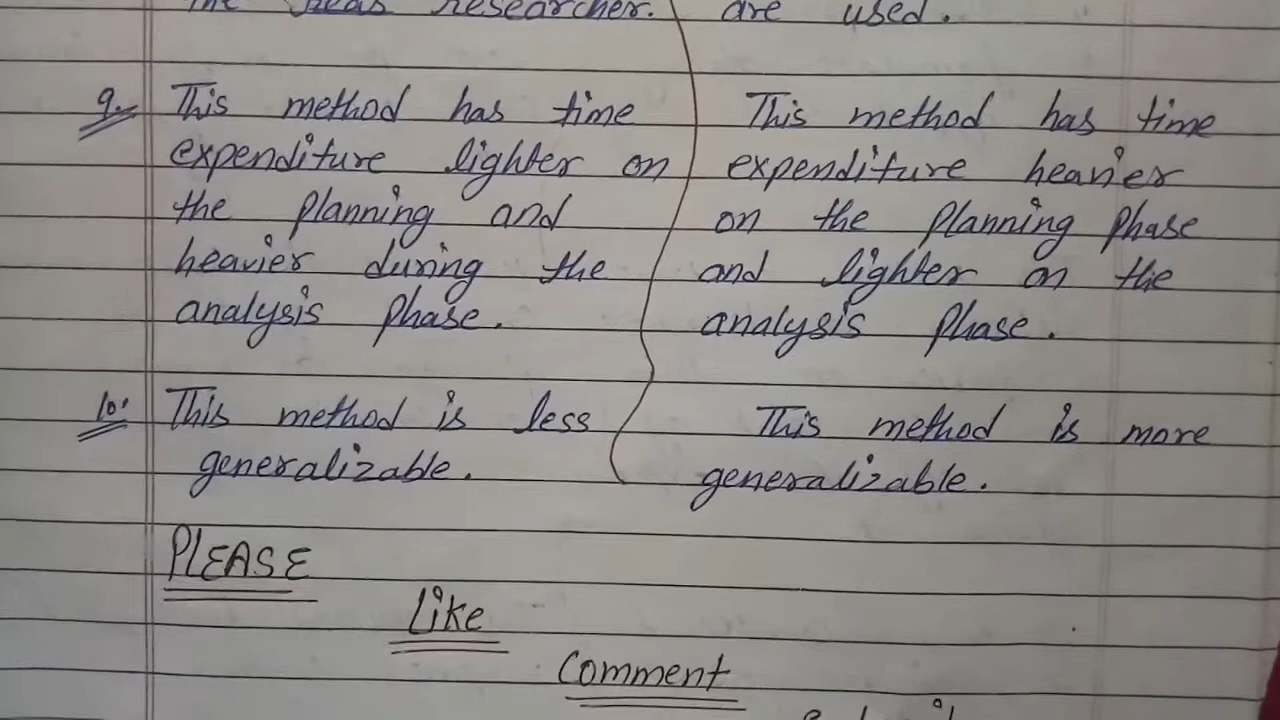 researcher. are used.
9. This method has time
expenditure lighter on
the planning and
heavier during the
analysis phase.
This method has time
expenditure heavier
on the planning phase
and lighter on the
analysis phase.
10. This method is less
generalizable.
This method is more
generalizable.
PLEASE
Like
Comment